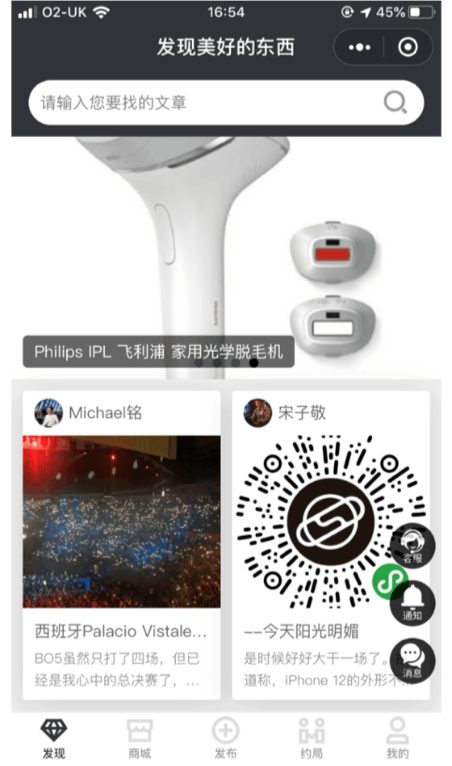 O2-UK
16:54
45%
发现美好的东西
请输入您要找的文章
PHILIPS
Philips IPL 飞利浦 家用光学脱毛机
Michael铭
宋子敬
西班牙Palacio Vistale...
--今天阳光明媚
BO5虽然只打了四场，但已
经是我心中的总决赛了，...
是时候好好大干一场了。
道称，iPhone 12的外形不
客服
通知
消息
发现
商城
发布
约局
我的